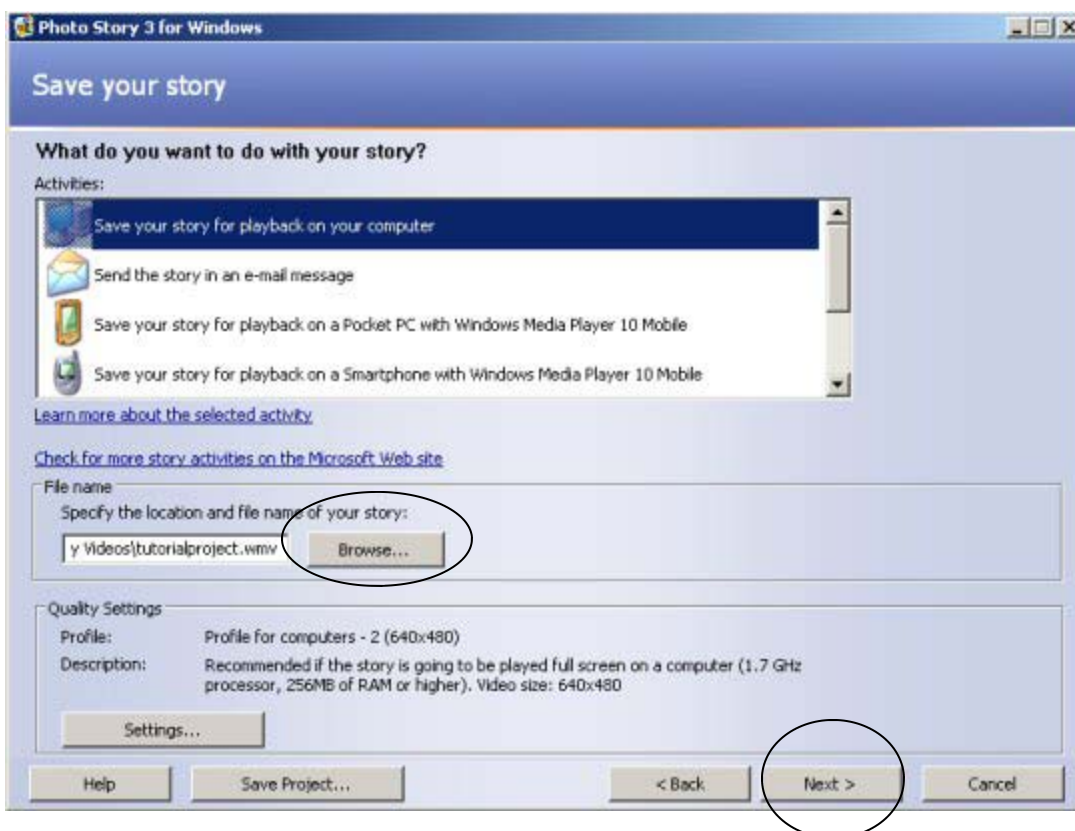 Photo Story 3 for Windows
Save your story
What do you want to do with your story?
Activities:
Save your story for playback on your computer
Send the story in an e-mail message
Save your story for playback on a Pocket PC with Windows Media Player 10 Mobile
Save your story for playback on a Smartphone with Windows Media Player 10 Mobile
Learn more about the selected activity
Check for more story activities on the Microsoft Web site
File name
Specify the location and file name of your story:
y Videos\tutorialproject.wmv Browse...
Quality Settings
Profile: Profile for computers - 2 (640x480)
Description: Recommended if the story is going to be played full screen on a computer (1.7 GHz
processor, 256MB of RAM or higher). Video size: 640x480
Settings...
Help Save Project... < Back Next > Cancel